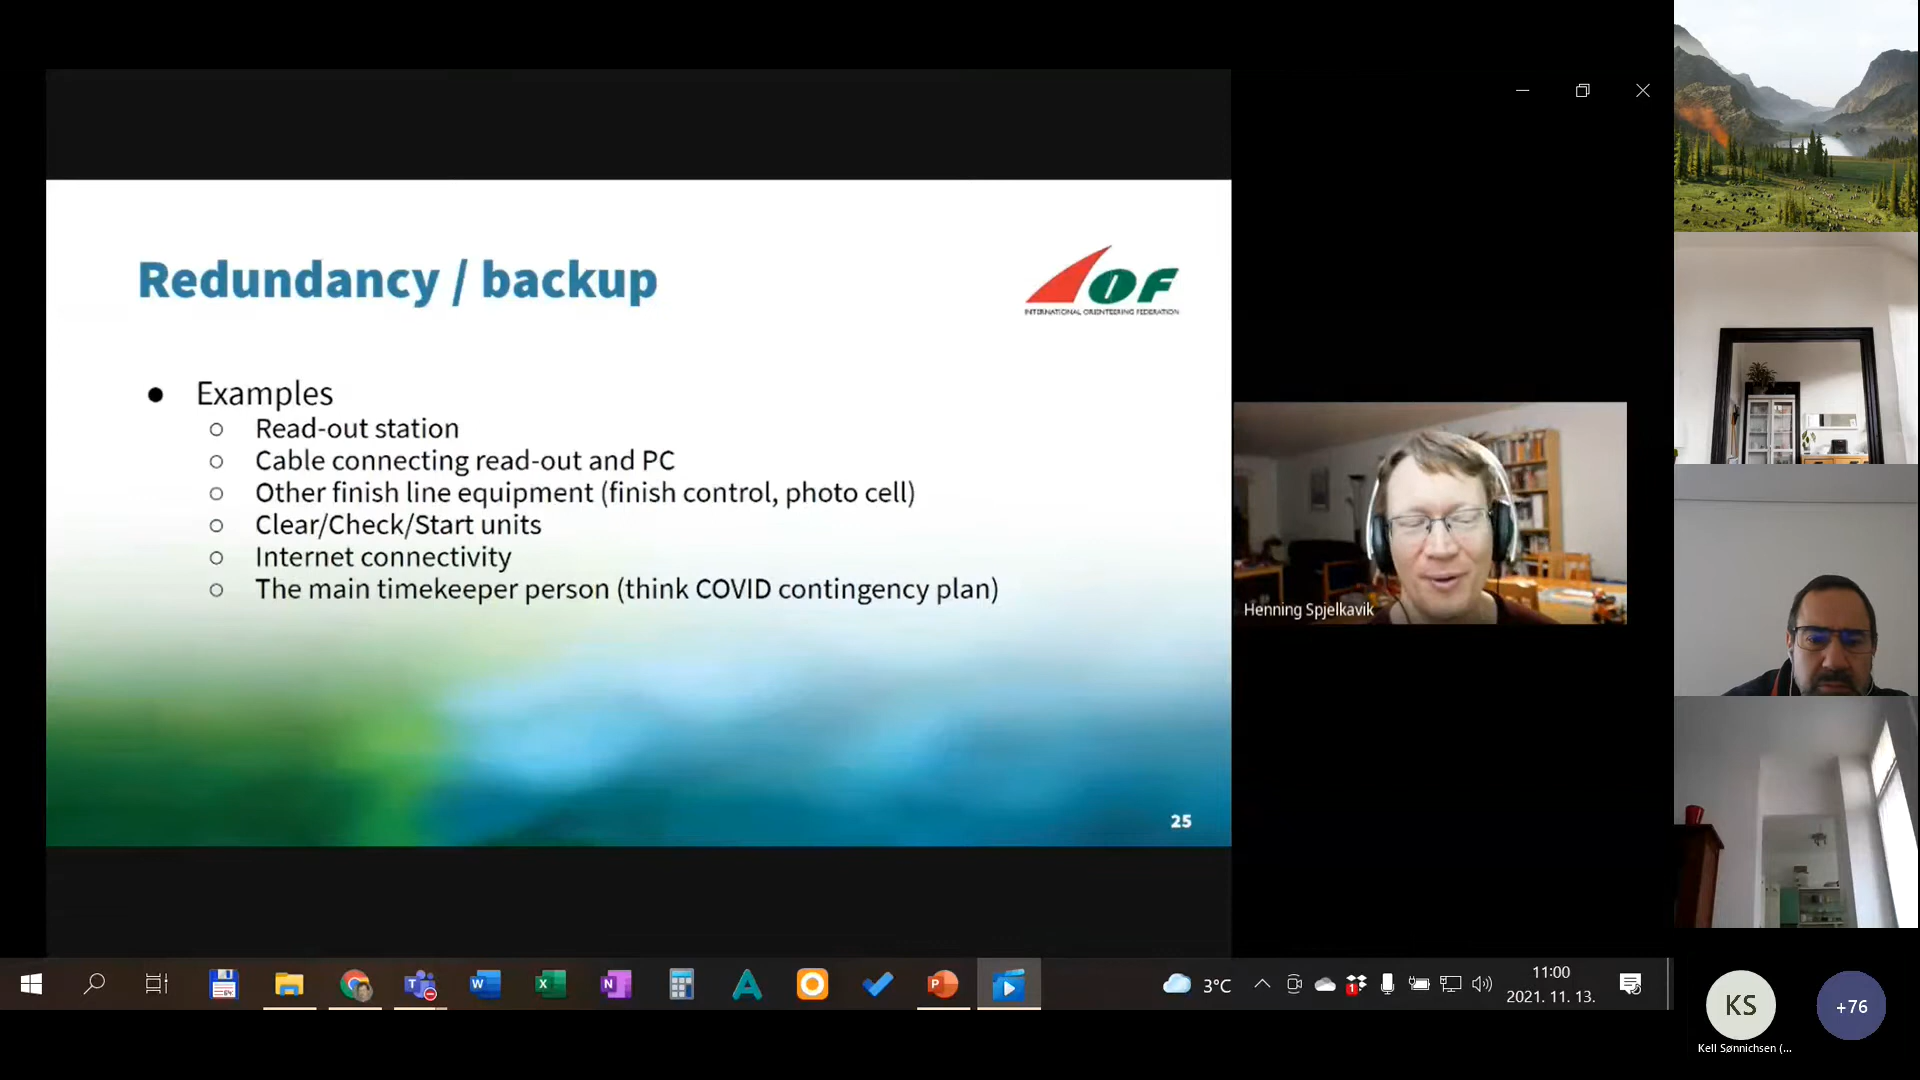 Redundancy / backup
IOF
INTERNATIONAL ORIENTEERING FEDERATION
● Examples
○ Read-out station
○ Cable connecting read-out and PC
○ Other finish line equipment (finish control, photo cell)
○ Clear/Check/Start units
○ Internet connectivity
○ The main timekeeper person (think COVID contingency plan)
25
Henning Spjelkavik
3°C
11:00
2021. 11. 13.
KS
+76
Kell Sønnichsen (...